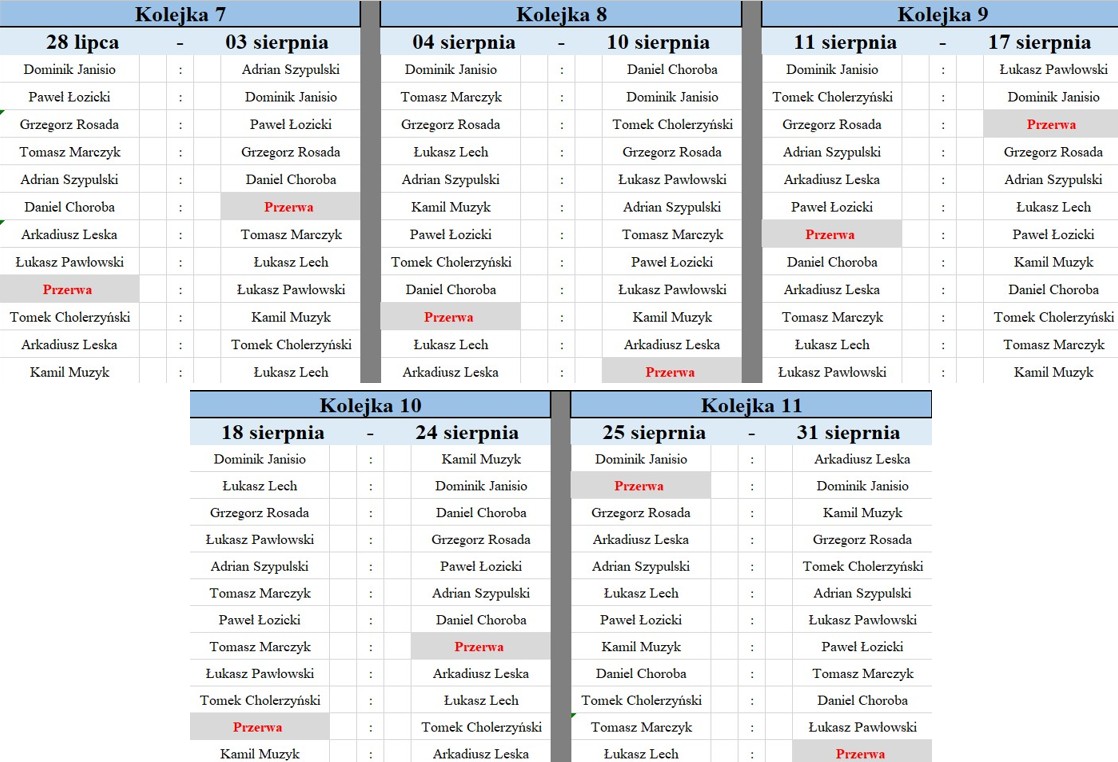 Kolejka 7
28 lipca - 03 sierpnia
Dominik Janisio : Adrian Szypulski
Paweł Łozicki : Dominik Janisio
Grzegorz Rosada : Paweł Łozicki
Tomasz Marczyk : Grzegorz Rosada
Adrian Szypulski : Daniel Choroba
Daniel Choroba : Przerwa
Arkadiusz Leska : Tomasz Marczyk
Łukasz Pawłowski : Łukasz Lech
Przerwa : Łukasz Pawłowski
Tomek Cholerzyński : Kamil Muzyk
Arkadiusz Leska : Tomek Cholerzyński
Kamil Muzyk : Łukasz Lech
Kolejka 8
04 sierpnia - 10 sierpnia
Dominik Janisio : Daniel Choroba
Tomasz Marczyk : Dominik Janisio
Grzegorz Rosada : Tomek Cholerzyński
Łukasz Lech : Grzegorz Rosada
Adrian Szypulski : Łukasz Pawłowski
Kamil Muzyk : Adrian Szypulski
Paweł Łozicki : Tomasz Marczyk
Tomek Cholerzyński : Paweł Łozicki
Daniel Choroba : Łukasz Pawłowski
Przerwa : Kamil Muzyk
Łukasz Lech : Arkadiusz Leska
Arkadiusz Leska : Przerwa
Kolejka 9
11 sierpnia - 17 sierpnia
Dominik Janisio : Łukasz Pawłowski
Tomek Cholerzyński : Dominik Janisio
Grzegorz Rosada : Przerwa
Adrian Szypulski : Grzegorz Rosada
Arkadiusz Leska : Adrian Szypulski
Paweł Łozicki : Łukasz Lech
Przerwa : Paweł Łozicki
Daniel Choroba : Kamil Muzyk
Arkadiusz Leska : Daniel Choroba
Tomasz Marczyk : Tomek Cholerzyński
Łukasz Lech : Tomasz Marczyk
Łukasz Pawłowski : Kamil Muzyk
Kolejka 10
18 sierpnia - 24 sierpnia
Dominik Janisio : Kamil Muzyk
Łukasz Lech : Dominik Janisio
Grzegorz Rosada : Daniel Choroba
Łukasz Pawłowski : Grzegorz Rosada
Adrian Szypulski : Paweł Łozicki
Tomasz Marczyk : Adrian Szypulski
Paweł Łozicki : Daniel Choroba
Tomasz Marczyk : Przerwa
Łukasz Pawłowski : Arkadiusz Leska
Tomek Cholerzyński : Łukasz Lech
Przerwa : Tomek Cholerzyński
Kamil Muzyk : Arkadiusz Leska
Kolejka 11
25 sieprnia - 31 sieprnia
Dominik Janisio : Arkadiusz Leska
Przerwa : Dominik Janisio
Grzegorz Rosada : Kamil Muzyk
Arkadiusz Leska : Grzegorz Rosada
Adrian Szypulski : Tomek Cholerzyński
Łukasz Lech : Adrian Szypulski
Paweł Łozicki : Łukasz Pawłowski
Kamil Muzyk : Paweł Łozicki
Daniel Choroba : Tomasz Marczyk
Tomek Cholerzyński : Daniel Choroba
Tomasz Marczyk : Łukasz Pawłowski
Łukasz Lech : Przerwa